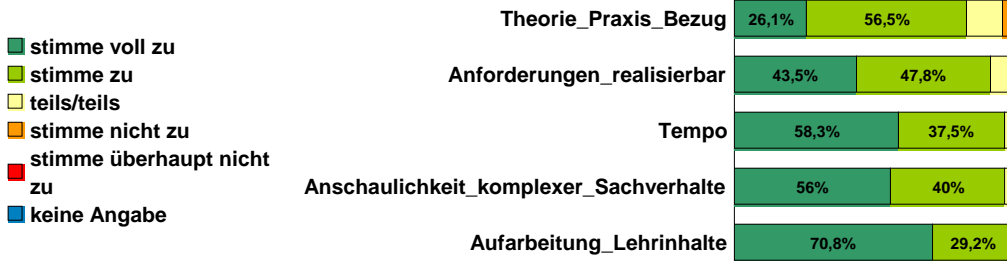 stimme voll zu
stimme zu
teils/teils
stimme nicht zu
stimme überhaupt nicht
zu
keine Angabe
Theorie_Praxis_Bezug 26,1% 56,5%
Anforderungen_realisierbar 43,5% 47,8%
Tempo 58,3% 37,5%
Anschaulichkeit_komplexer_Sachverhalte 56% 40%
Aufarbeitung_Lehrinhalte 70,8% 29,2%